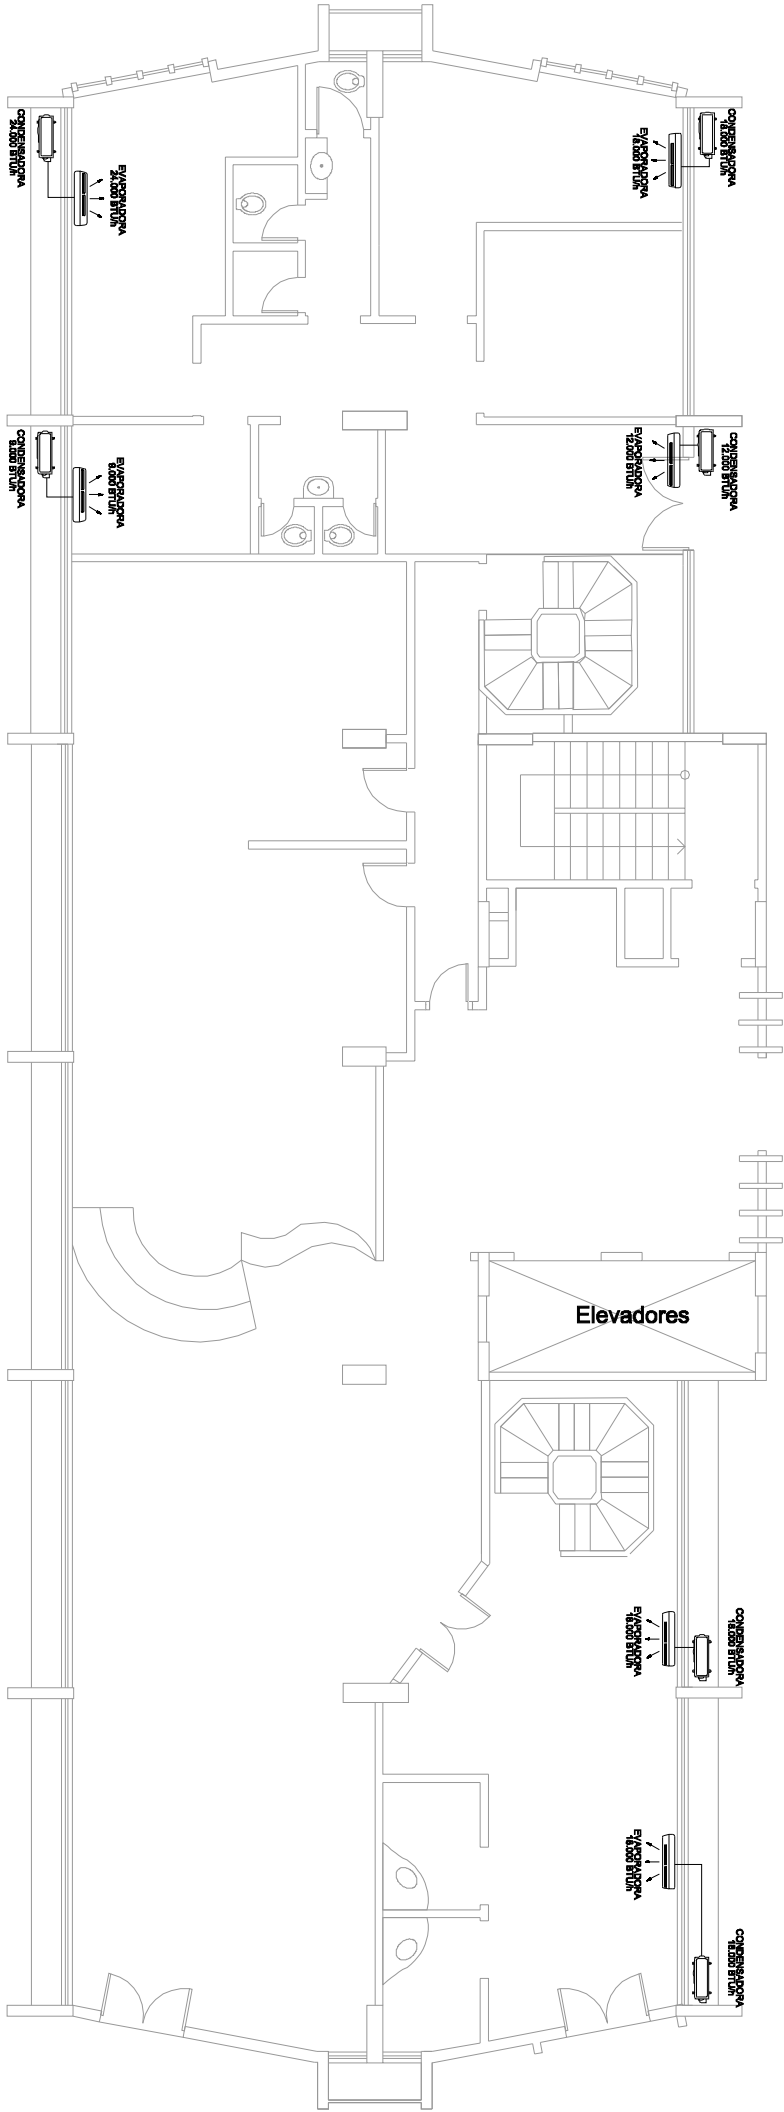 CONDENSADORA
24.000 BTU/h
EVAPORADORA
24.000 BTU/h
CONDENSADORA
18.000 BTU/h
EVAPORADORA
18.000 BTU/h
CONDENSADORA
9.000 BTU/h
EVAPORADORA
9.000 BTU/h
CONDENSADORA
12.000 BTU/h
EVAPORADORA
12.000 BTU/h
Elevadores
CONDENSADORA
18.000 BTU/h
EVAPORADORA
18.000 BTU/h
EVAPORADORA
18.000 BTU/h
CONDENSADORA
18.000 BTU/h